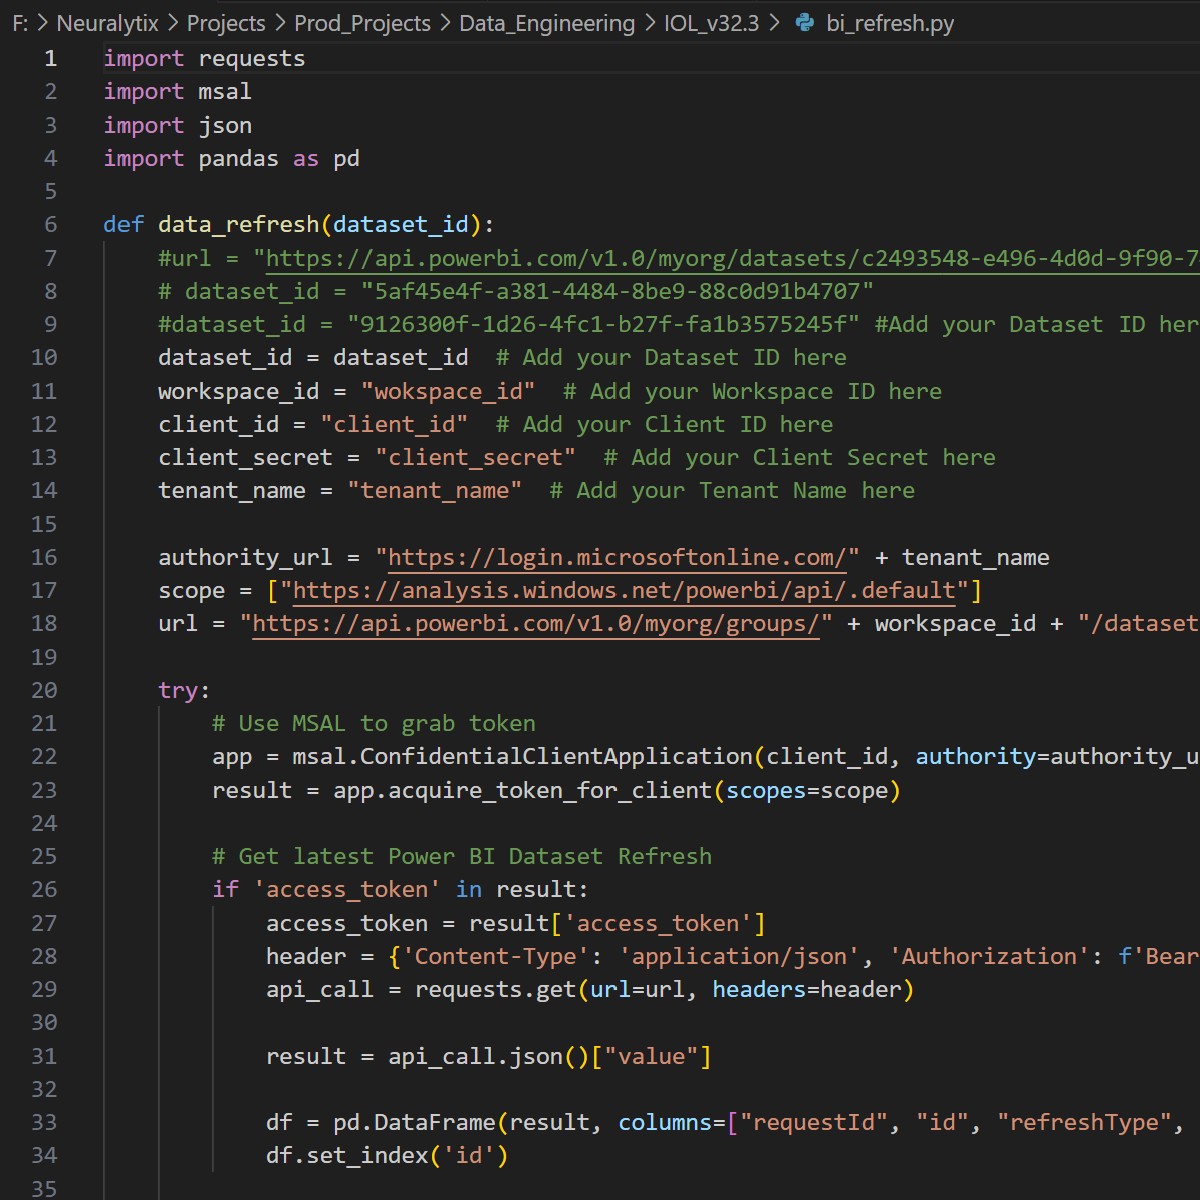 F: > Neuralytix > Projects > Prod_Projects > Data_Engineering > IOL_v32.3 > bi_refresh.py
1 import requests
2 import msal
3 import json
4 import pandas as pd
5
6 def data_refresh(dataset_id):
7 #url = "https://api.powerbi.com/v1.0/myorg/datasets/c2493548-e496-4d0d-9f90-7
8 # dataset_id = "5af45e4f-a381-4484-8be9-88c0d91b4707"
9 #dataset_id = "9126300f-1d26-4fc1-b27f-fa1b3575245f" #Add your Dataset ID her
10 dataset_id = dataset_id # Add your Dataset ID here
11 workspace_id = "wokspace_id" # Add your Workspace ID here
12 client_id = "client_id" # Add your Client ID here
13 client_secret = "client_secret" # Add your Client Secret here
14 tenant_name = "tenant_name" # Add your Tenant Name here
15
16 authority_url = "https://login.microsoftonline.com/" + tenant_name
17 scope = ["https://analysis.windows.net/powerbi/api/.default"]
18 url = "https://api.powerbi.com/v1.0/myorg/groups/" + workspace_id + "/dataset
19
20 try:
21 # Use MSAL to grab token
22 app = msal.ConfidentialClientApplication(client_id, authority=authority_u
23 result = app.acquire_token_for_client(scopes=scope)
24
25 # Get latest Power BI Dataset Refresh
26 if 'access_token' in result:
27 access_token = result['access_token']
28 header = {'Content-Type': 'application/json', 'Authorization': f'Bear
29 api_call = requests.get(url=url, headers=header)
30
31 result = api_call.json()["value"]
32
33 df = pd.DataFrame(result, columns=["requestId", "id", "refreshType",
34 df.set_index('id')
35